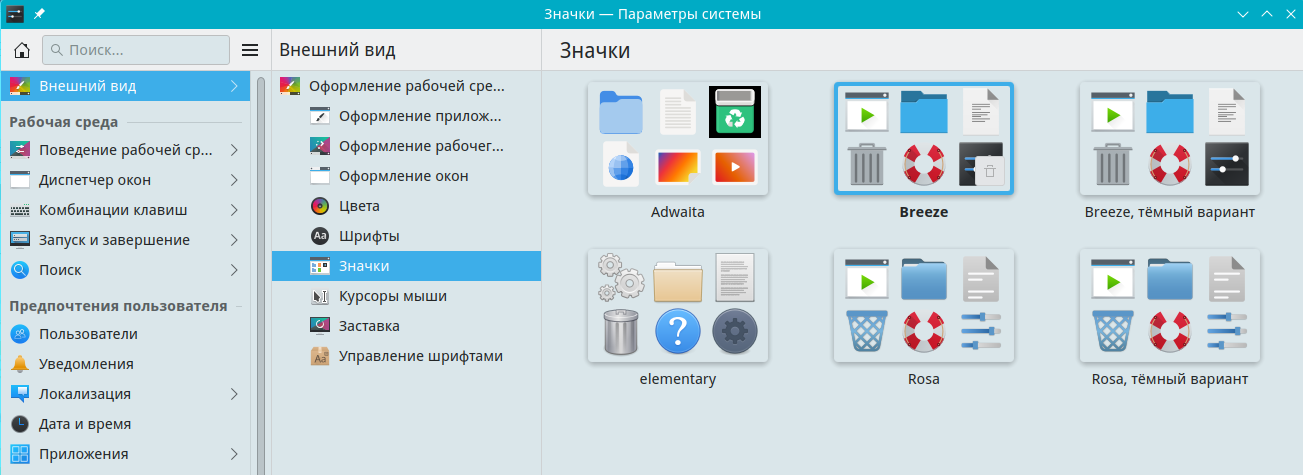 Значки — Параметры системы
Поиск...
Внешний вид
Рабочая среда
Поведение рабочей ср...
Диспетчер окон
Комбинации клавиш
Запуск и завершение
Поиск
Предпочтения пользователя
Пользователи
Уведомления
Локализация
Дата и время
Приложения
Внешний вид
Оформление рабочей сре...
Оформление прилож...
Оформление рабочег...
Оформление окон
Цвета
Шрифты
Значки
Курсоры мыши
Заставка
Управление шрифтами
Значки
Adwaita
Breeze
Breeze, тёмный вариант
elementary
Rosa
Rosa, тёмный вариант